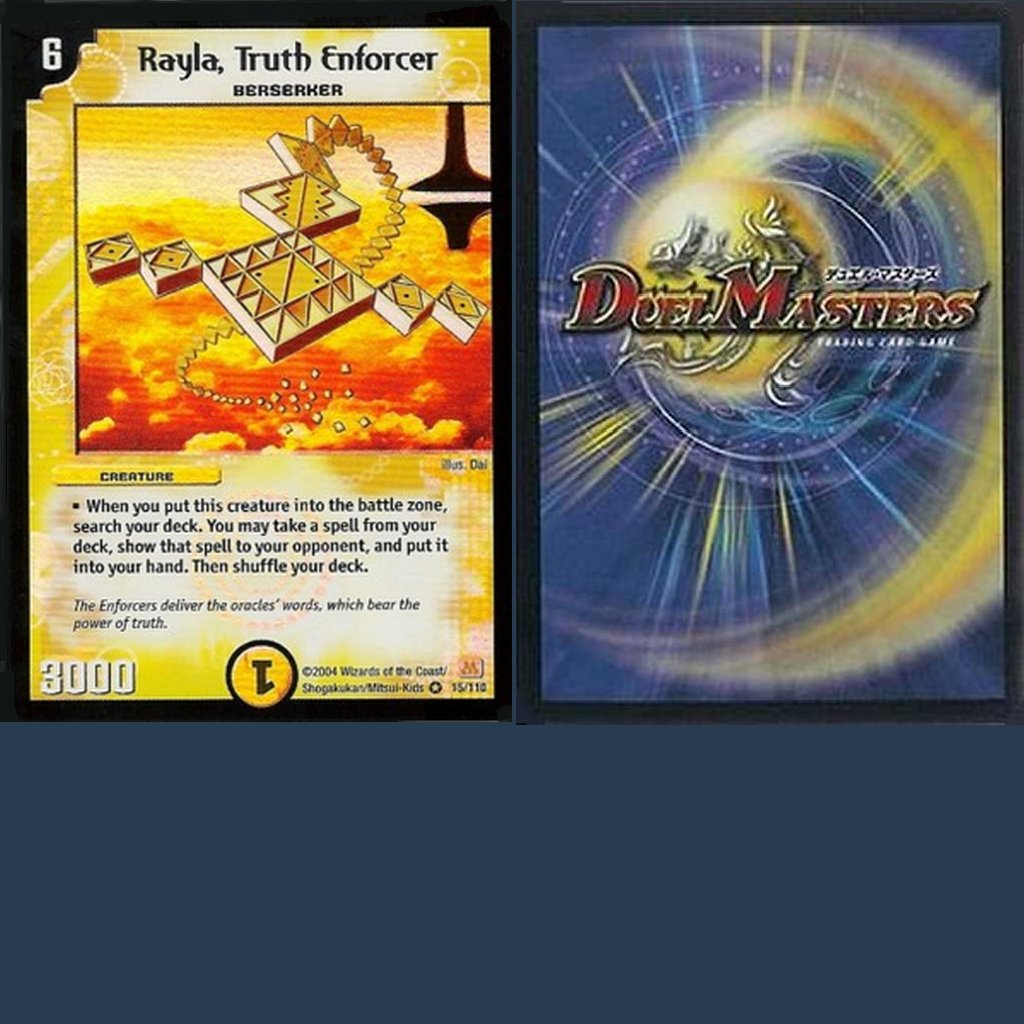 6
Rayla, Truth Enforcer
BERSERKER
illus. Dai
CREATURE
▪ When you put this creature into the battle zone,
search your deck. You may take a spell from your
deck, show that spell to your opponent, and put it
into your hand. Then shuffle your deck.
The Enforcers deliver the oracles' words, which bear the
power of truth.
3000
1
©2004 Wizards of the Coast/
Shogakukan/Mitsui-Kids ✪ 15/110
デュエル・マスターズ
DUEL MASTERS
TRADING CARD GAME